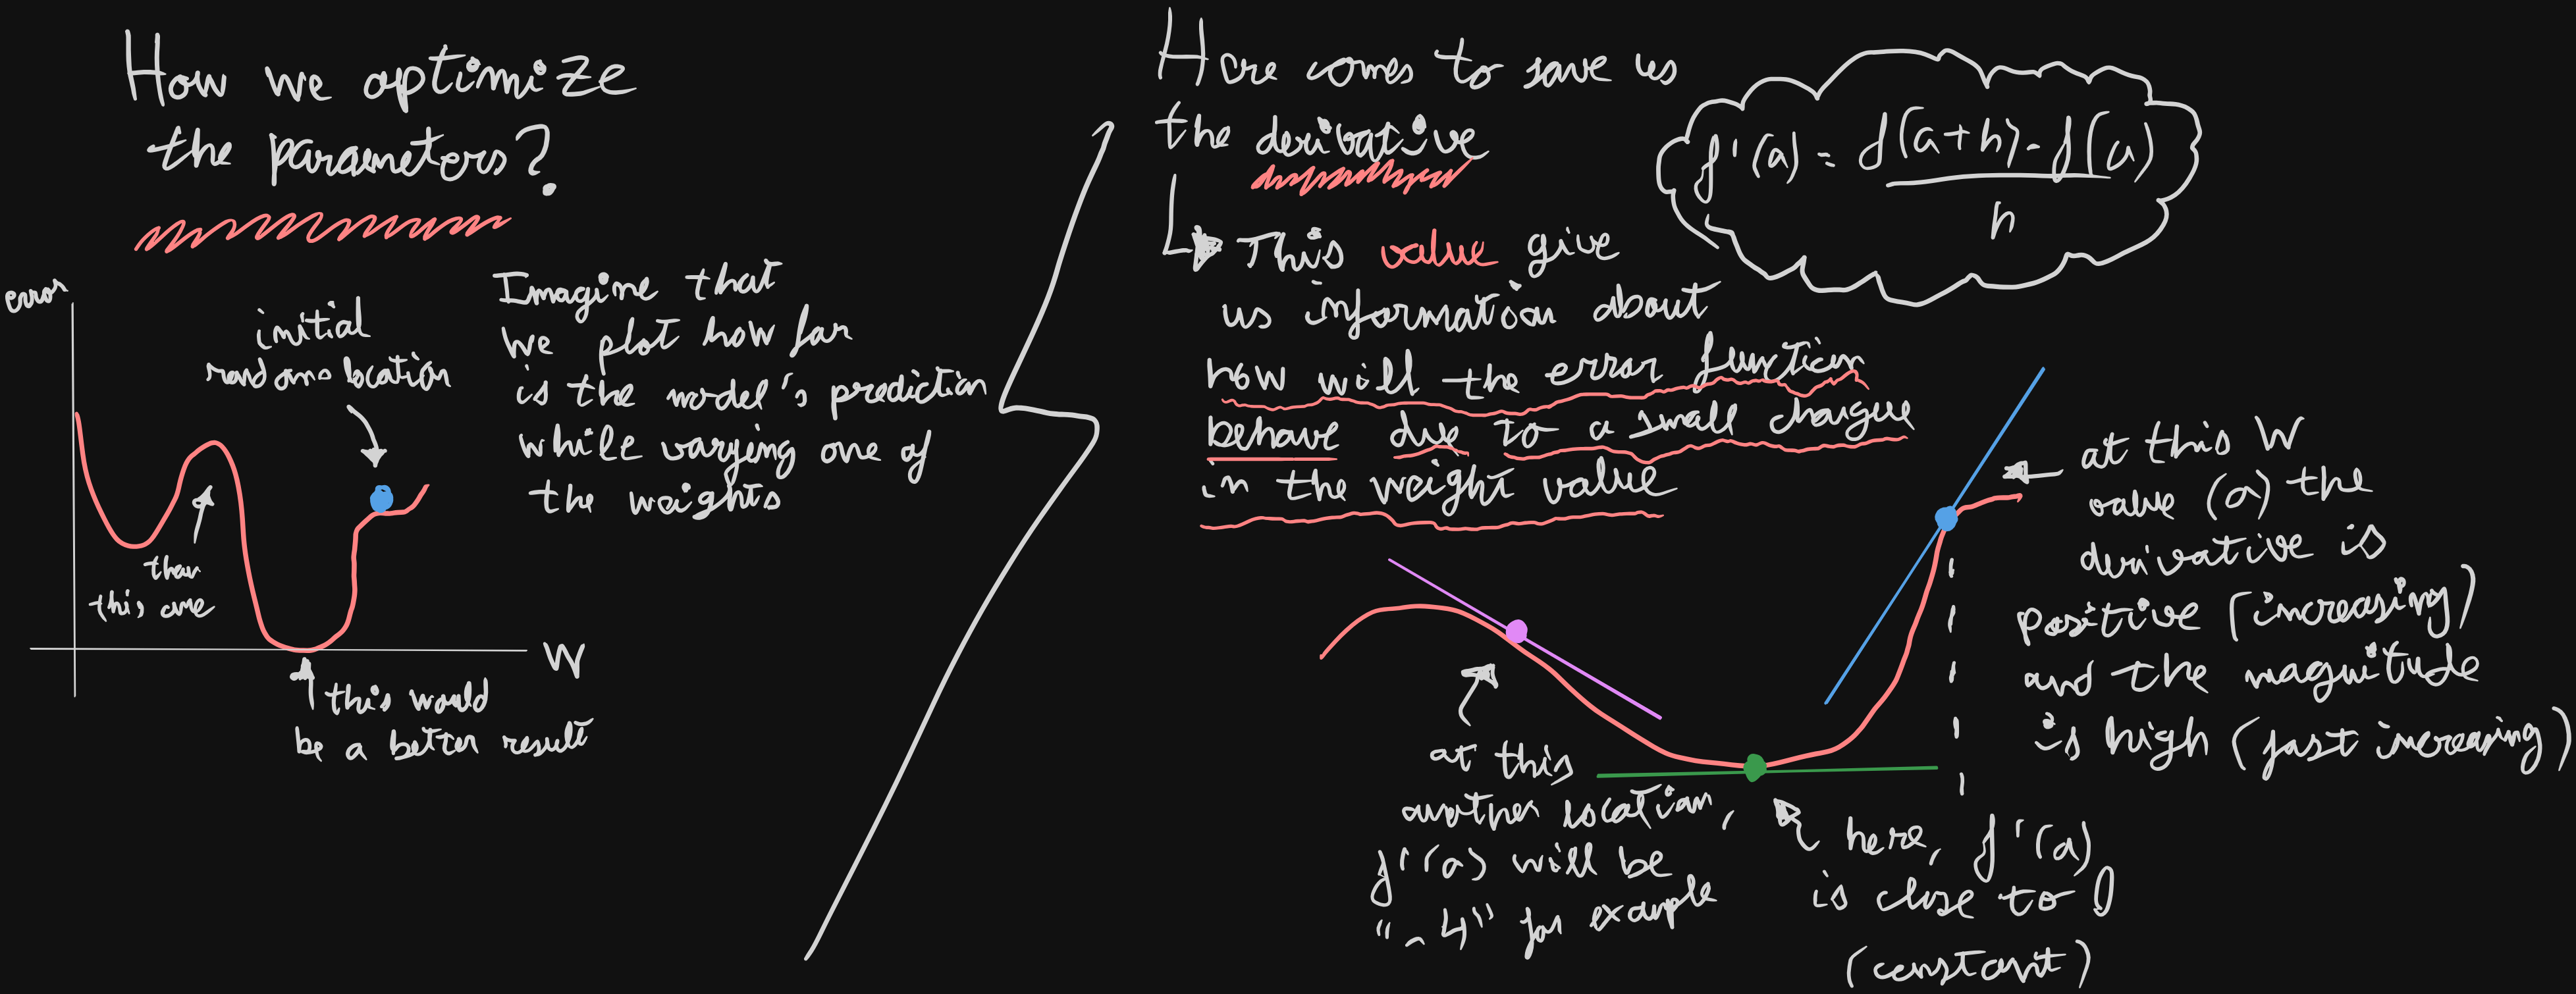 How we optimize
the parameters?
error
initial
random location
Imagine that
we plot how far
is the model's prediction
while varying one of
the weights
than
this one
W
this would
be a better result
Here comes to save us
the derivative
f'(a) = f(a+h)-f(a)
h
This value give
us information about
how will the error function
behave due to a small changue
in the weight value
at this W
value (a) the
derivative is
positive (increasing)
and the magnitude
is high (fast increasing)
at this
another location,
f'(a) will be
"-4" for example
here, f'(a)
is close to 0
(constant)